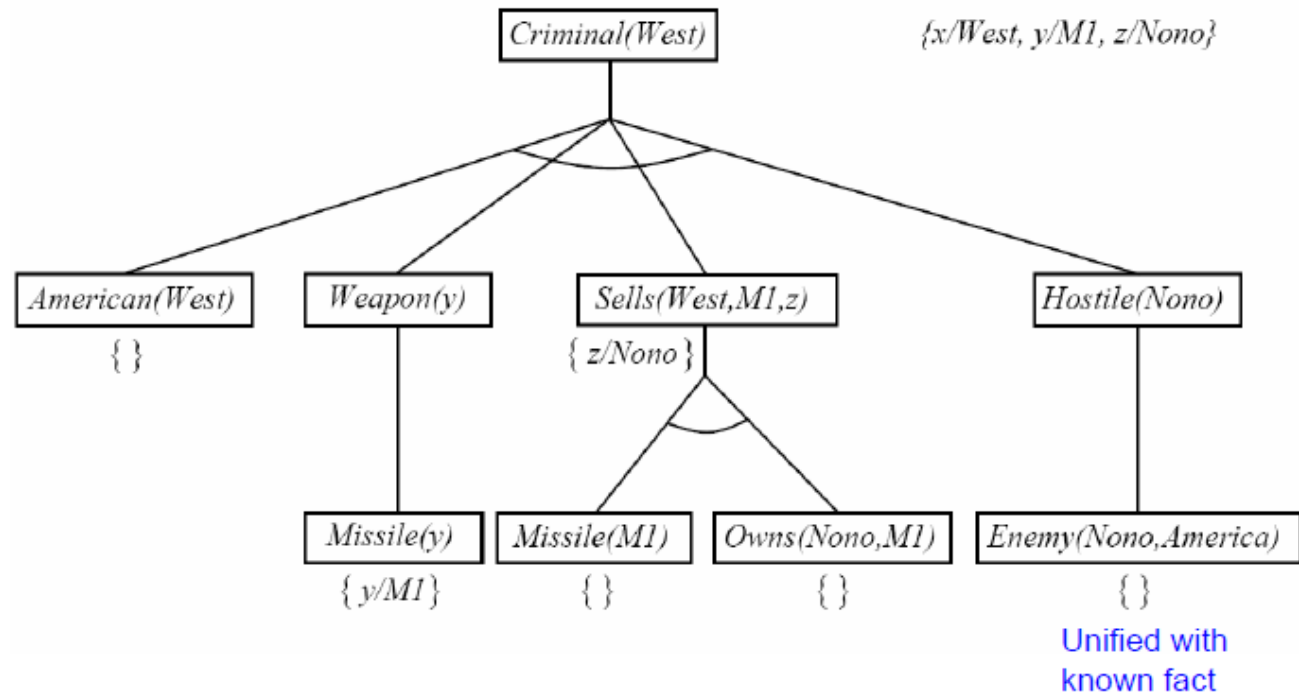 Criminal(West)
{x/West, y/M1, z/Nono}
American(West)
Weapon(y)
Sells(West,M1,z)
Hostile(Nono)
{ }
{ z/Nono }
Missile(y)
Missile(M1)
Owns(Nono,M1)
Enemy(Nono,America)
{ y/M1}
{ }
{ }
{ }
Unified with
known fact